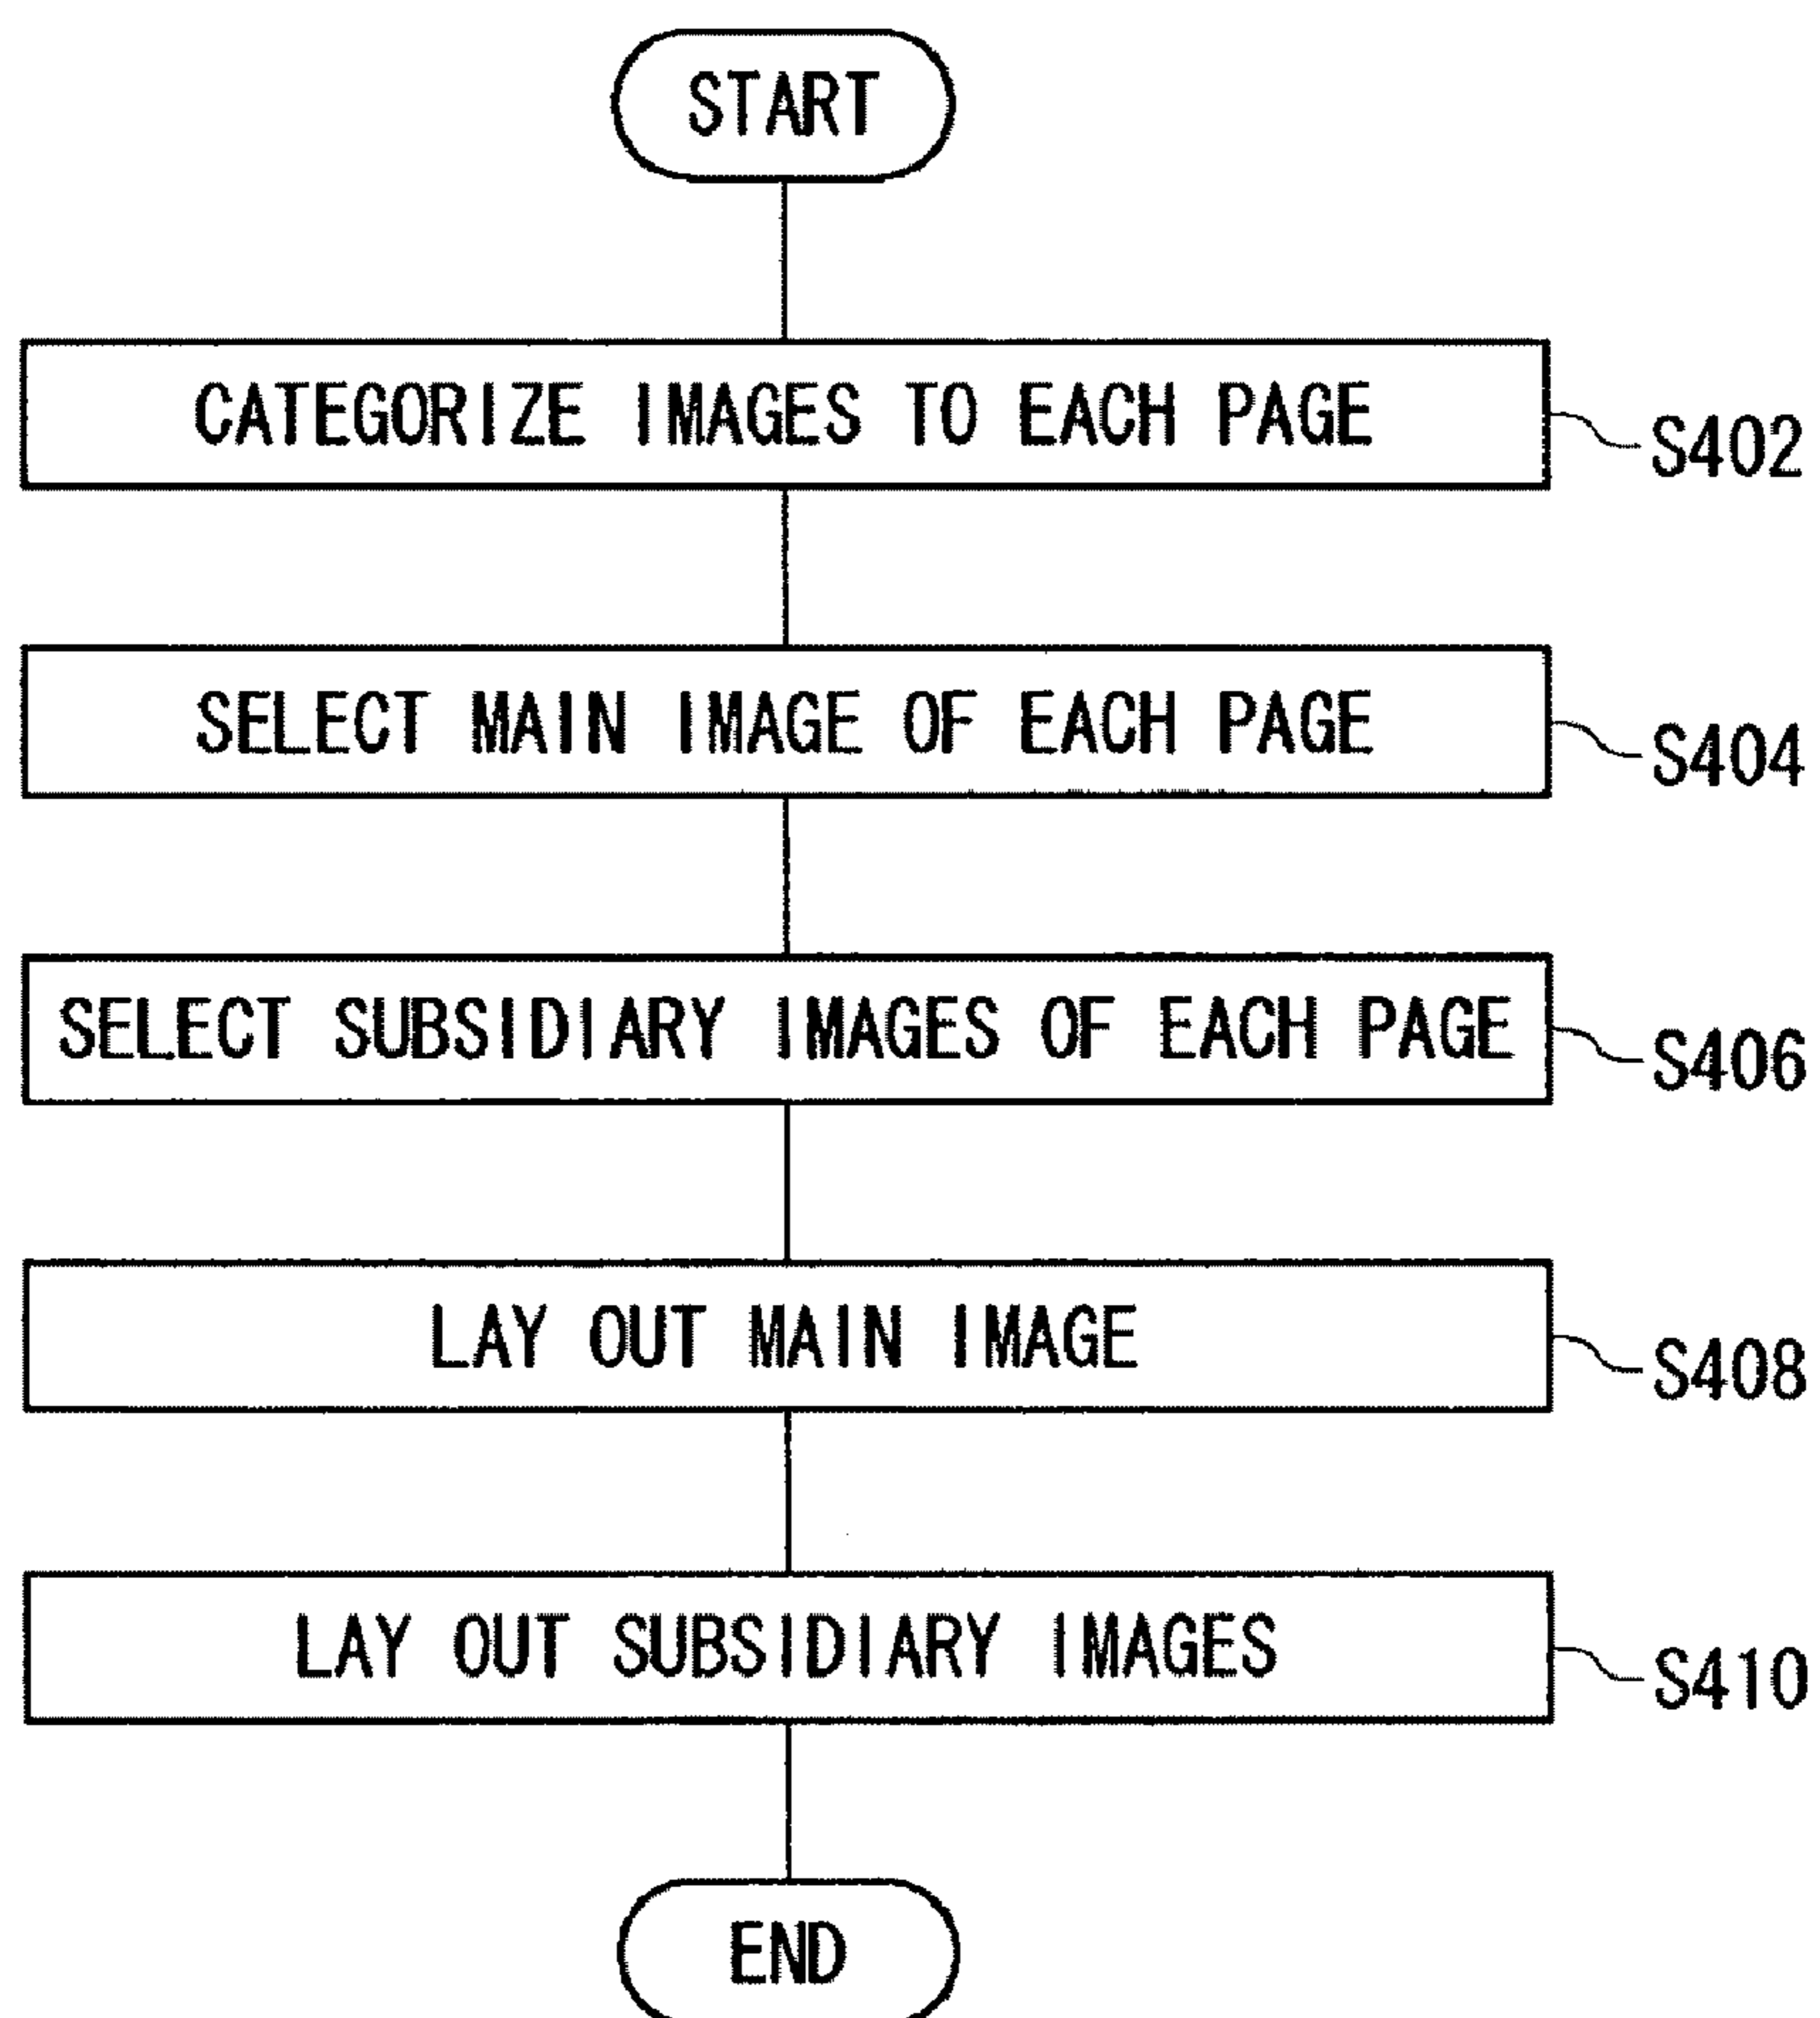 START
CATEGORIZE IMAGES TO EACH PAGE
S402
SELECT MAIN IMAGE OF EACH PAGE
S404
SELECT SUBSIDIARY IMAGES OF EACH PAGE
S406
LAY OUT MAIN IMAGE
S408
LAY OUT SUBSIDIARY IMAGES
S410
END